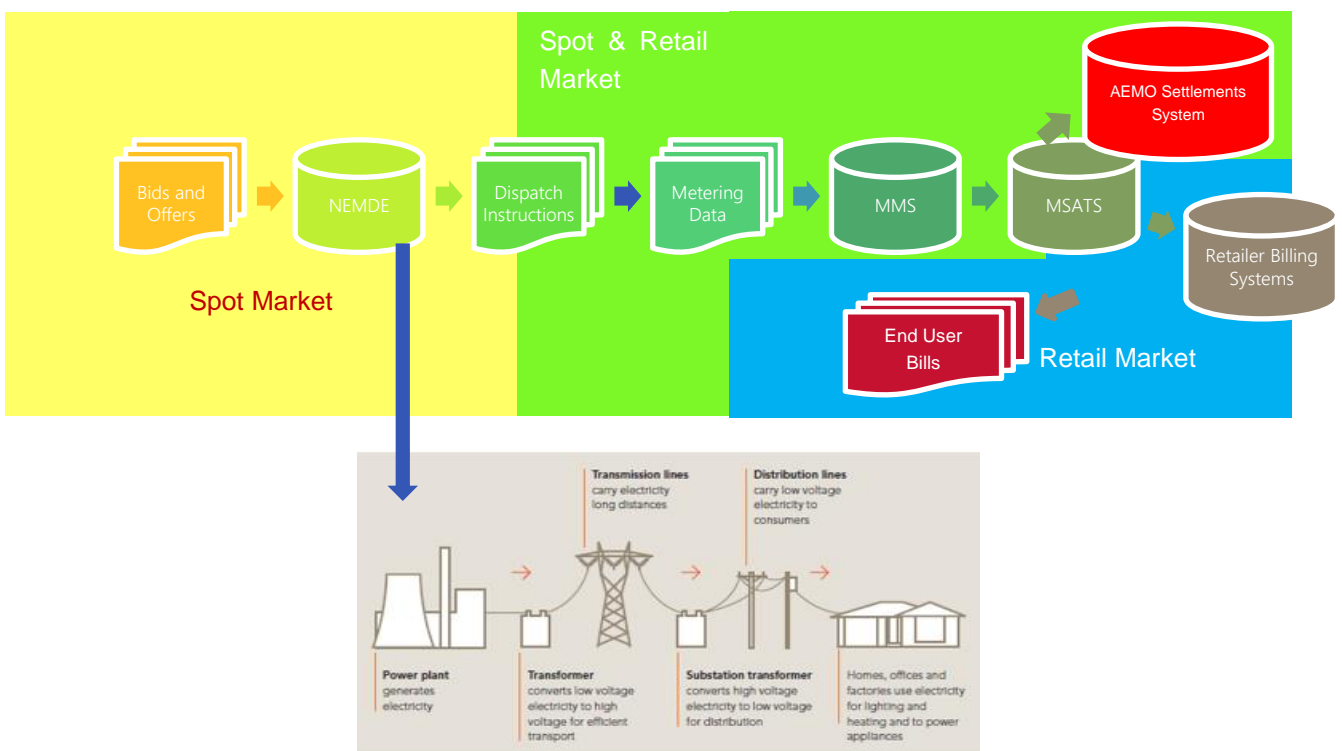 Spot & Retail
Market
AEMO Settlements
System
Bids and
Offers
NEMDE
Dispatch
Instructions
Metering
Data
MMS
MSATS
Retailer Billing
Systems
Spot Market
End User
Bills
Retail Market
Transmission lines
carry electricity
long distances
Distribution lines
carry low voltage
electricity to
consumers
Power plant
generates
electricity
Transformer
converts low voltage
electricity to high
voltage for efficient
transport
Substation transformer
converts high voltage
electricity to low voltage
for distribution
Homes, offices and
factories use electricity
for lighting and
heating and to power
appliances